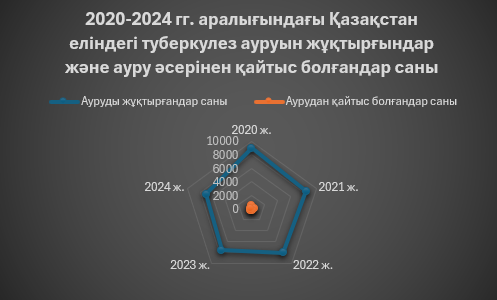 2020-2024 гг. аралығындағы Қазақстан
еліндегі туберкулез ауруын жұқтырғындар
және ауру әсерінен қайтыс болғандар саны
Ауруды жұқтырғандар саны
Аурудан қайтыс болғандар саны
2020 ж.
10000
8000
6000
4000
2000
0
2021 ж.
2022 ж.
2023 ж.
2024 ж.